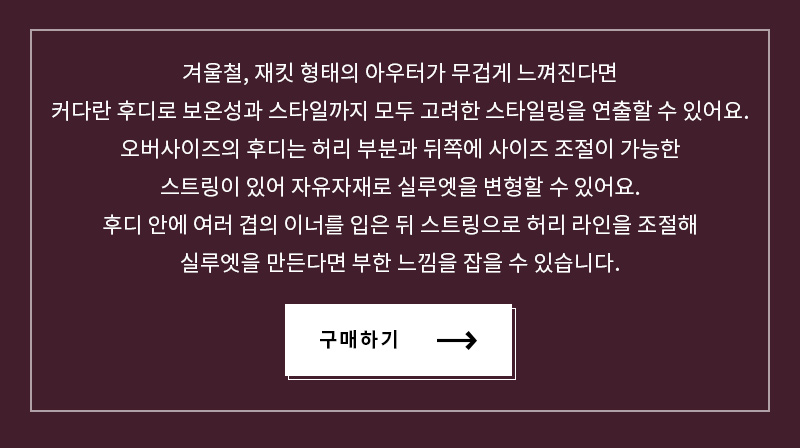 겨울철, 재킷 형태의 아우터가 무겁게 느껴진다면
커다란 후디로 보온성과 스타일까지 모두 고려한 스타일링을 연출할 수 있어요.
오버사이즈의 후디는 허리 부분과 뒤쪽에 사이즈 조절이 가능한
스트링이 있어 자유자재로 실루엣을 변형할 수 있어요.
후디 안에 여러 겹의 이너를 입은 뒤 스트링으로 허리 라인을 조절해
실루엣을 만든다면 부한 느낌을 잡을 수 있습니다.
구매하기